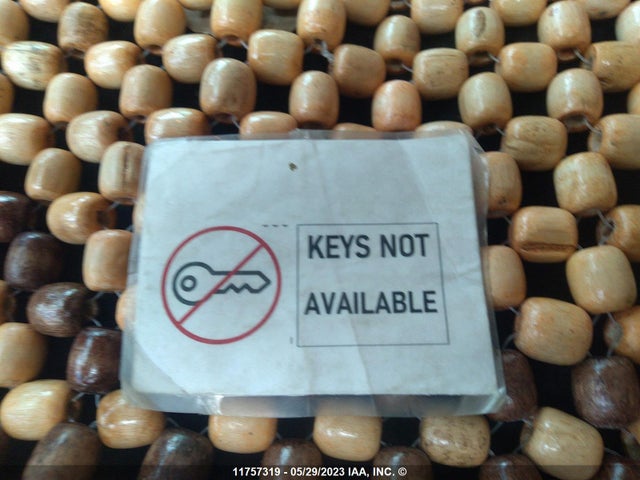 KEYS NOT
AVAILABLE
11757319 - 05/29/2023 IAA, INC. ©